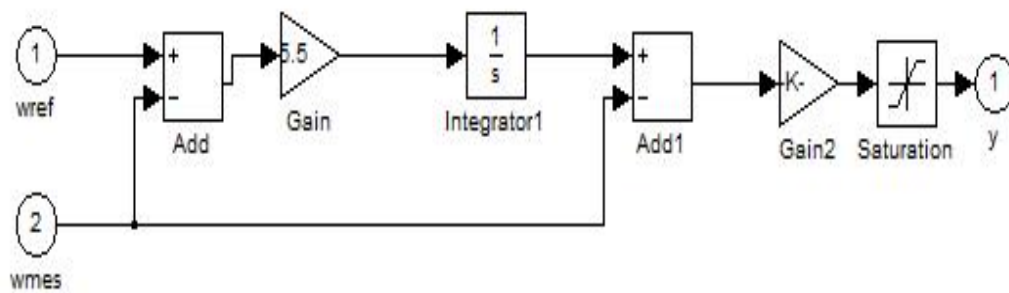 1
wref
+
−
Add
5.5
Gain
1
s
Integrator1
+
−
Add1
-K-
Gain2
Saturation
1
y
2
wmes